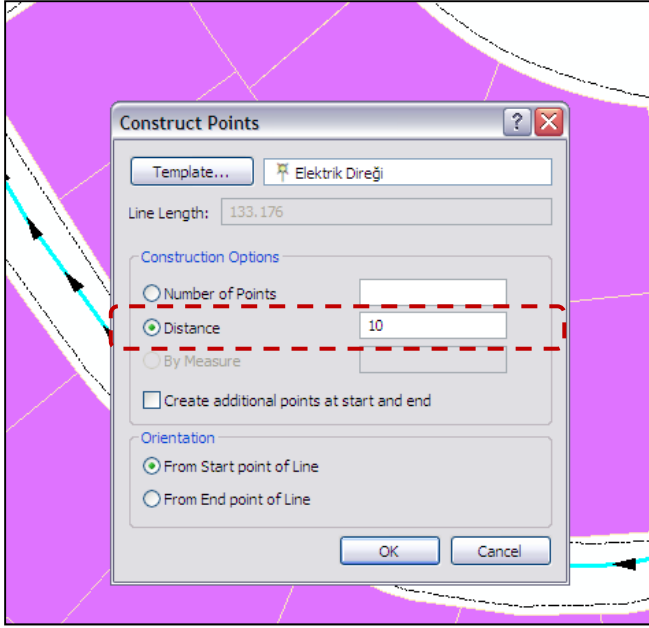 Construct Points
Template... Elektrik Direği
Line Length: 133.176
Construction Options
Number of Points
Distance 10
By Measure
Create additional points at start and end
Orientation
From Start point of Line
From End point of Line
OK Cancel